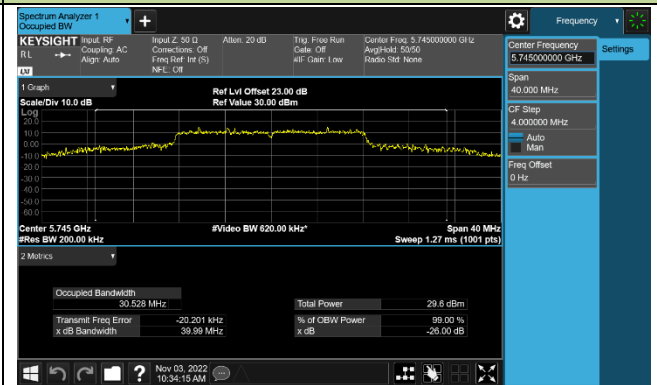 Spectrum Analyzer 1
Occupied BW
+
Frequency
KEYSIGHT
RL
LXI
Input: RF
Coupling: AC
Align: Auto
Input Z: 50 Ω
Corrections: Off
Freq Ref: Int (S)
NFE: Off
Atten: 20 dB
Trig: Free Run
Gate: Off
#IF Gain: Low
Center Freq: 5.745000000 GHz
Avg|Hold: 50/50
Radio Std: None
Center Frequency
5.745000000 GHz
Settings
Span
40.000 MHz
CF Step
4.000000 MHz
Auto
Man
Freq Offset
0 Hz
1 Graph
Scale/Div 10.0 dB
Ref Lvl Offset 23.00 dB
Ref Value 30.00 dBm
Log
20.0
10.0
0.00
-10.0
-20.0
-30.0
-40.0
-50.0
-60.0
Center 5.745 GHz
#Res BW 200.00 kHz
#Video BW 620.00 kHz*
Span 40 MHz
Sweep 1.27 ms (1001 pts)
2 Metrics
Occupied Bandwidth
30.528 MHz
Total Power 29.6 dBm
Transmit Freq Error -20.201 kHz
% of OBW Power 99.00 %
x dB Bandwidth 39.99 MHz
x dB -26.00 dB
?
Nov 03, 2022
10:34:15 AM